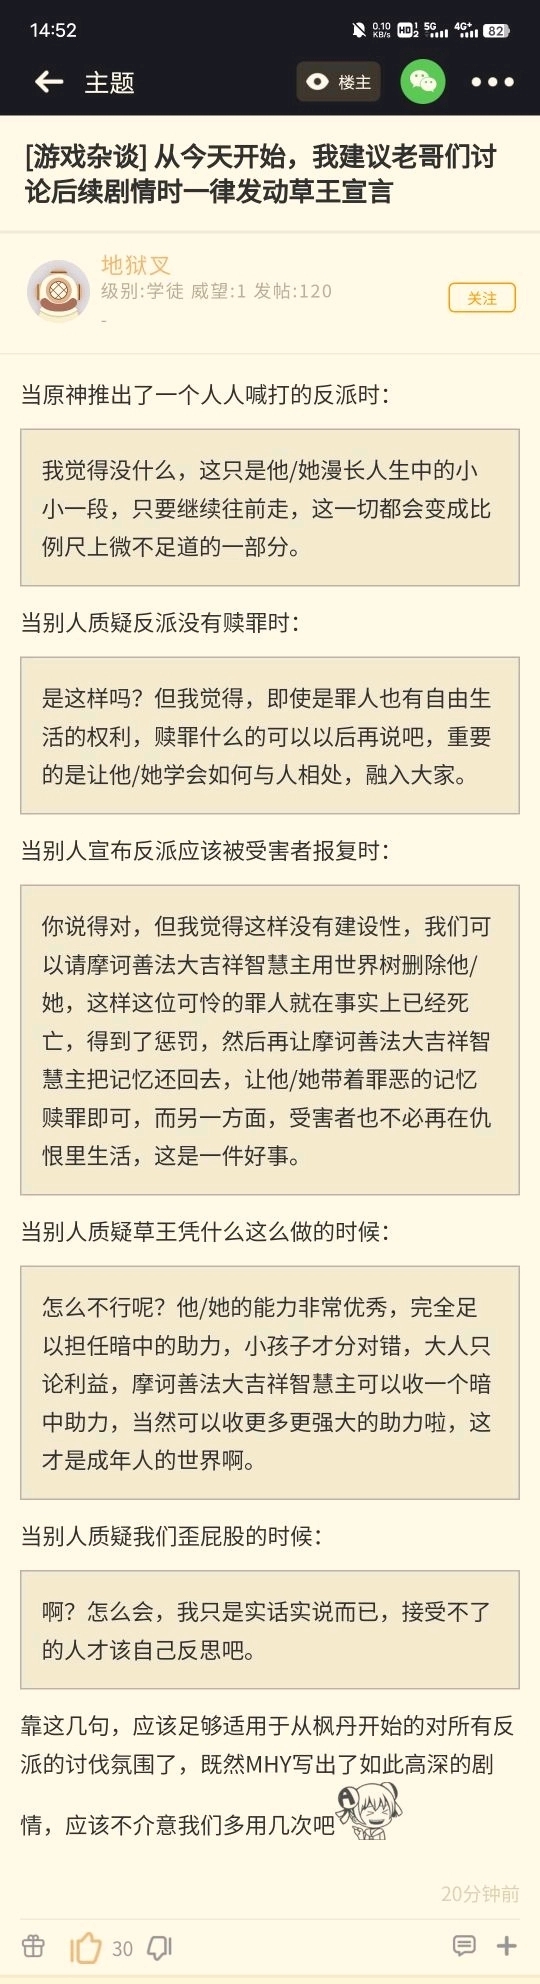 14:52
0.10
KB/s
HD 1 2
5G
4G+
82
主题
楼主
[游戏杂谈] 从今天开始，我建议老哥们讨
论后续剧情时一律发动草王宣言
地狱叉
级别:学徒 威望:1 发帖:120
-
关注
当原神推出了一个人人喊打的反派时：
我觉得没什么，这只是他/她漫长人生中的小
小一段，只要继续往前走，这一切都会变成比
例尺上微不足道的一部分。
当别人质疑反派没有赎罪时：
是这样吗？但我觉得，即使是罪人也有自由生
活的权利，赎罪什么的可以以后再说吧，重要
的是让他/她学会如何与人相处，融入大家。
当别人宣布反派应该被受害者报复时：
你说得对，但我觉得这样没有建设性，我们可
以请摩诃善法大吉祥智慧主用世界树删除他/
她，这样这位可怜的罪人就在事实上已经死
亡，得到了惩罚，然后再让摩诃善法大吉祥智
慧主把记忆还回去，让他/她带着罪恶的记忆
赎罪即可，而另一方面，受害者也不必再在仇
恨里生活，这是一件好事。
当别人质疑草王凭什么这么做的时候：
怎么不行呢？他/她的能力非常优秀，完全足
以担任暗中的助力，小孩子才分对错，大人只
论利益，摩诃善法大吉祥智慧主可以收一个暗
中助力，当然可以收更多更强大的助力啦，这
才是成年人的世界啊。
当别人质疑我们歪屁股的时候：
啊？怎么会，我只是实话实说而已，接受不了
的人才该自己反思吧。
靠这几句，应该足够适用于从枫丹开始的对所有反
派的讨伐氛围了，既然MHY写出了如此高深的剧
情，应该不介意我们多用几次吧
20分钟前
30